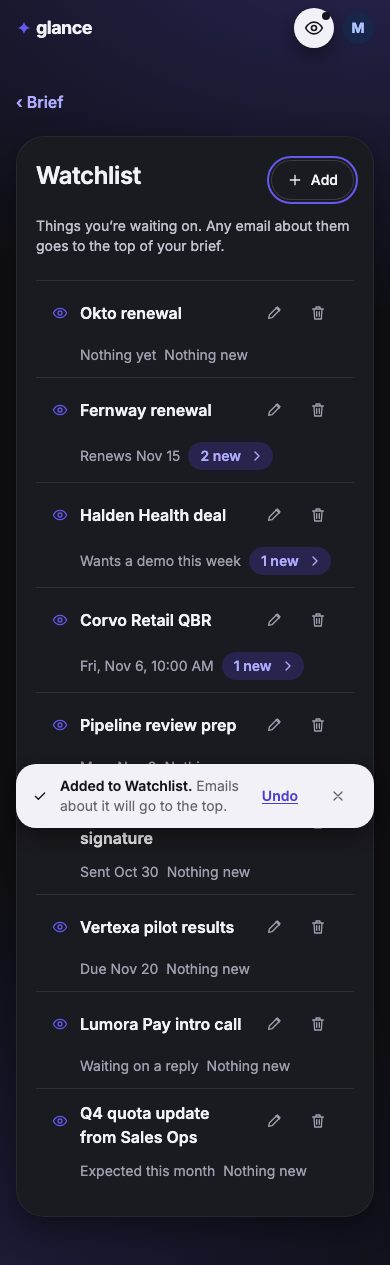 glance
M
‹ Brief
Watchlist
+ Add
Things you're waiting on. Any email about them
goes to the top of your brief.
Okto renewal
Nothing yet Nothing new
Fernway renewal
Renews Nov 15 2 new
Halden Health deal
Wants a demo this week 1 new
Corvo Retail QBR
Fri, Nov 6, 10:00 AM 1 new
Pipeline review prep
Added to Watchlist. Emails
about it will go to the top.
Undo
signature
Sent Oct 30 Nothing new
Vertexa pilot results
Due Nov 20 Nothing new
Lumora Pay intro call
Waiting on a reply Nothing new
Q4 quota update
from Sales Ops
Expected this month Nothing new